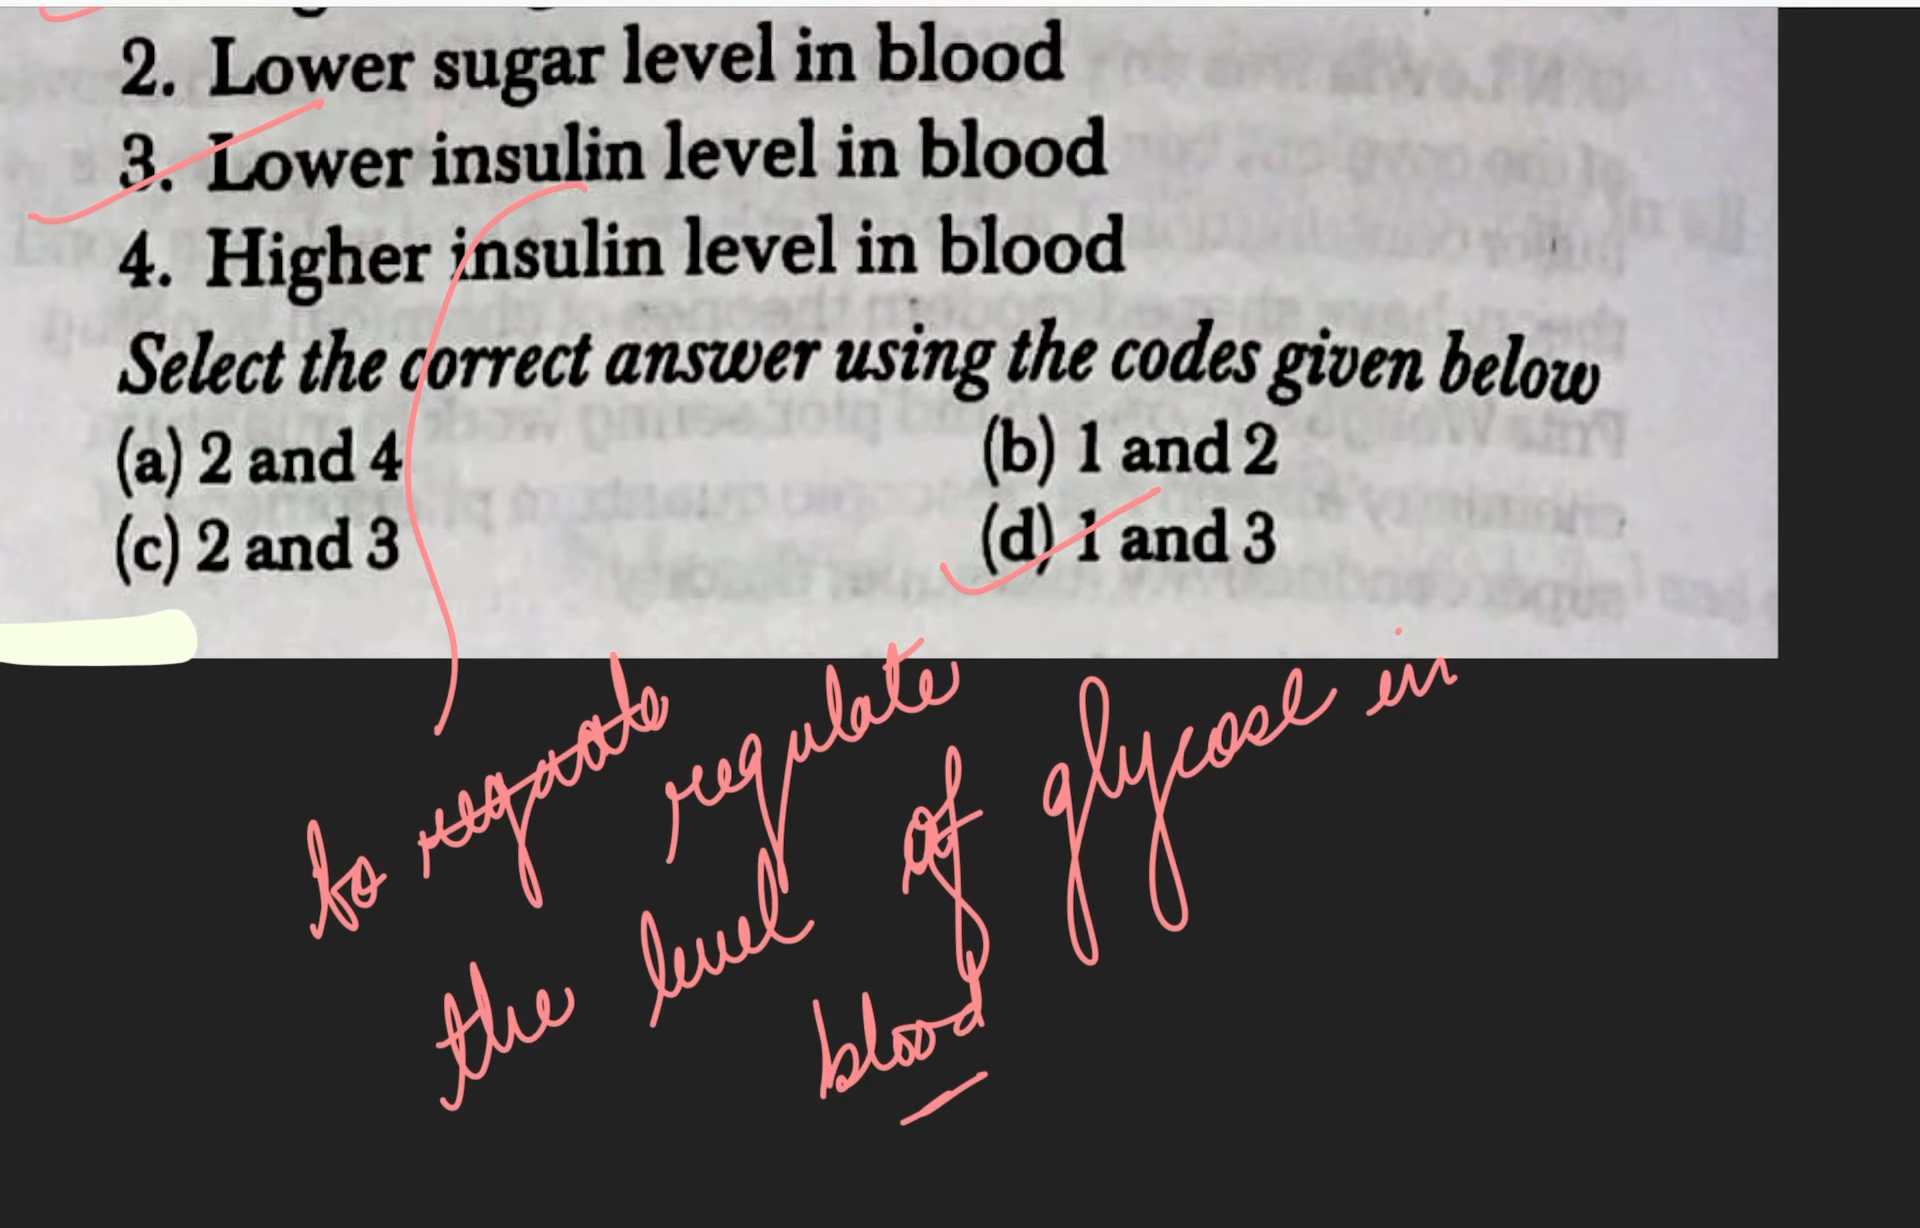 2. Lower sugar level in blood
3. Lower insulin level in blood
4. Higher insulin level in blood
Select the correct answer using the codes given below
(a) 2 and 4 (b) 1 and 2
(c) 2 and 3 (d) 1 and 3
to regulate
the level of glycose in
blood